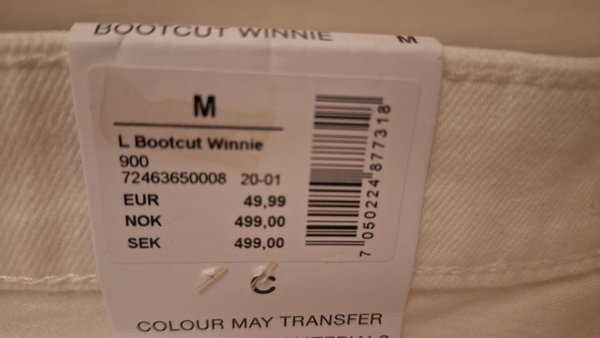 BOOTCUT WINNIE M
M
L Bootcut Winnie
900
72463650008 20-01
EUR 49,99
NOK 499,00
SEK 499,00
7 050224 877318
C
COLOUR MAY TRANSFER
MATERIALS